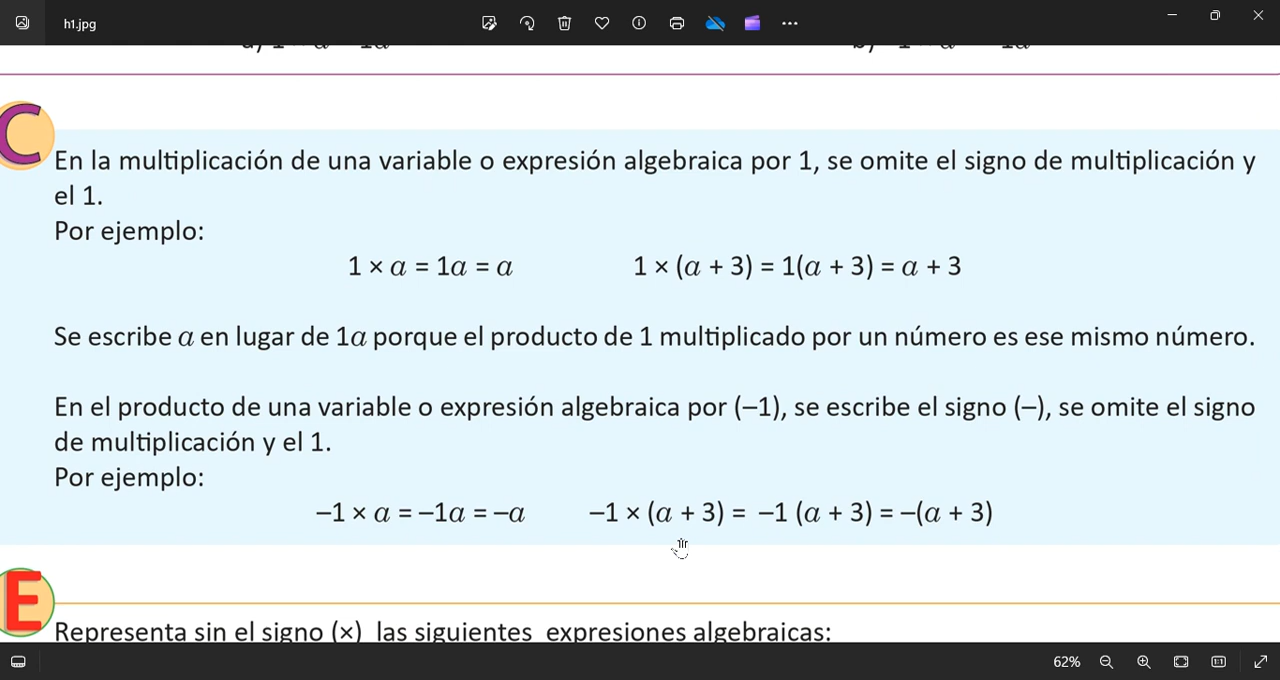 h1.jpg
C
En la multiplicación de una variable o expresión algebraica por 1, se omite el signo de multiplicación y
el 1.
Por ejemplo:
1 × a = 1a = a 1 × (a + 3) = 1(a + 3) = a + 3
Se escribe a en lugar de 1a porque el producto de 1 multiplicado por un número es ese mismo número.
En el producto de una variable o expresión algebraica por (–1), se escribe el signo (–), se omite el signo
de multiplicación y el 1.
Por ejemplo:
–1 × a = –1a = –a –1 × (a + 3) = –1 (a + 3) = –(a + 3)
E
Representa sin el signo (×) las siguientes expresiones algebraicas:
62%